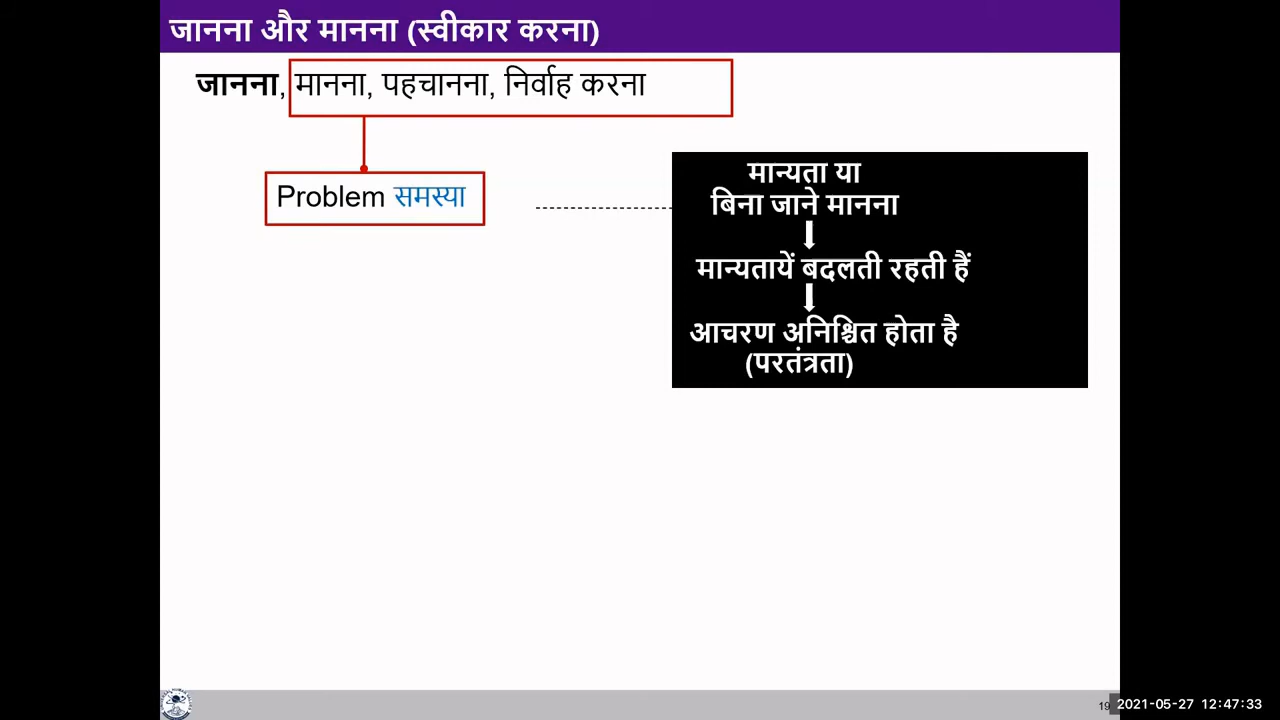 जानना और मानना (स्वीकार करना)
जानना, मानना, पहचानना, निर्वाह करना
Problem समस्या
मान्यता या
बिना जाने मानना
मान्यतायें बदलती रहती हैं
आचरण अनिश्चित होता है
(परतंत्रता)
19
2021-05-27 12:47:33